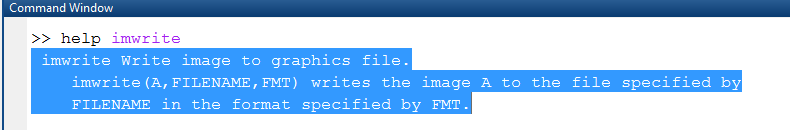 Command Window
>> help imwrite
imwrite Write image to graphics file.
imwrite(A,FILENAME,FMT) writes the image A to the file specified by
FILENAME in the format specified by FMT.